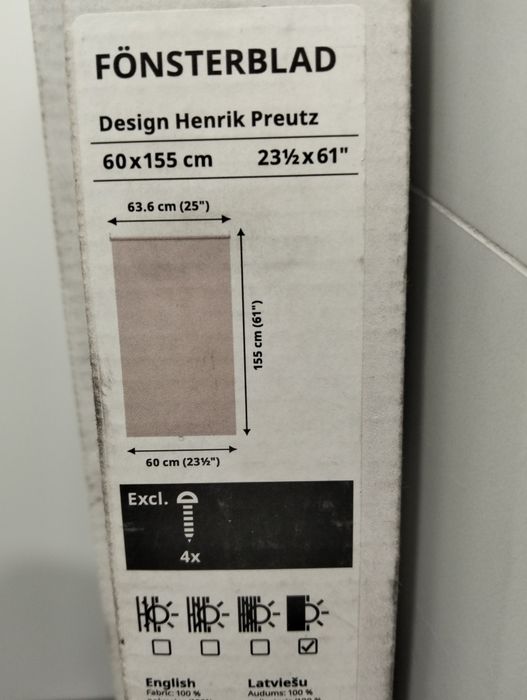 FÖNSTERBLAD
Design Henrik Preutz
60x155 cm 23½x61"
63.6 cm (25")
155 cm (61")
60 cm (23½")
Excl.
4x
English Latviešu
Fabric: 100 % Audums: 100 %